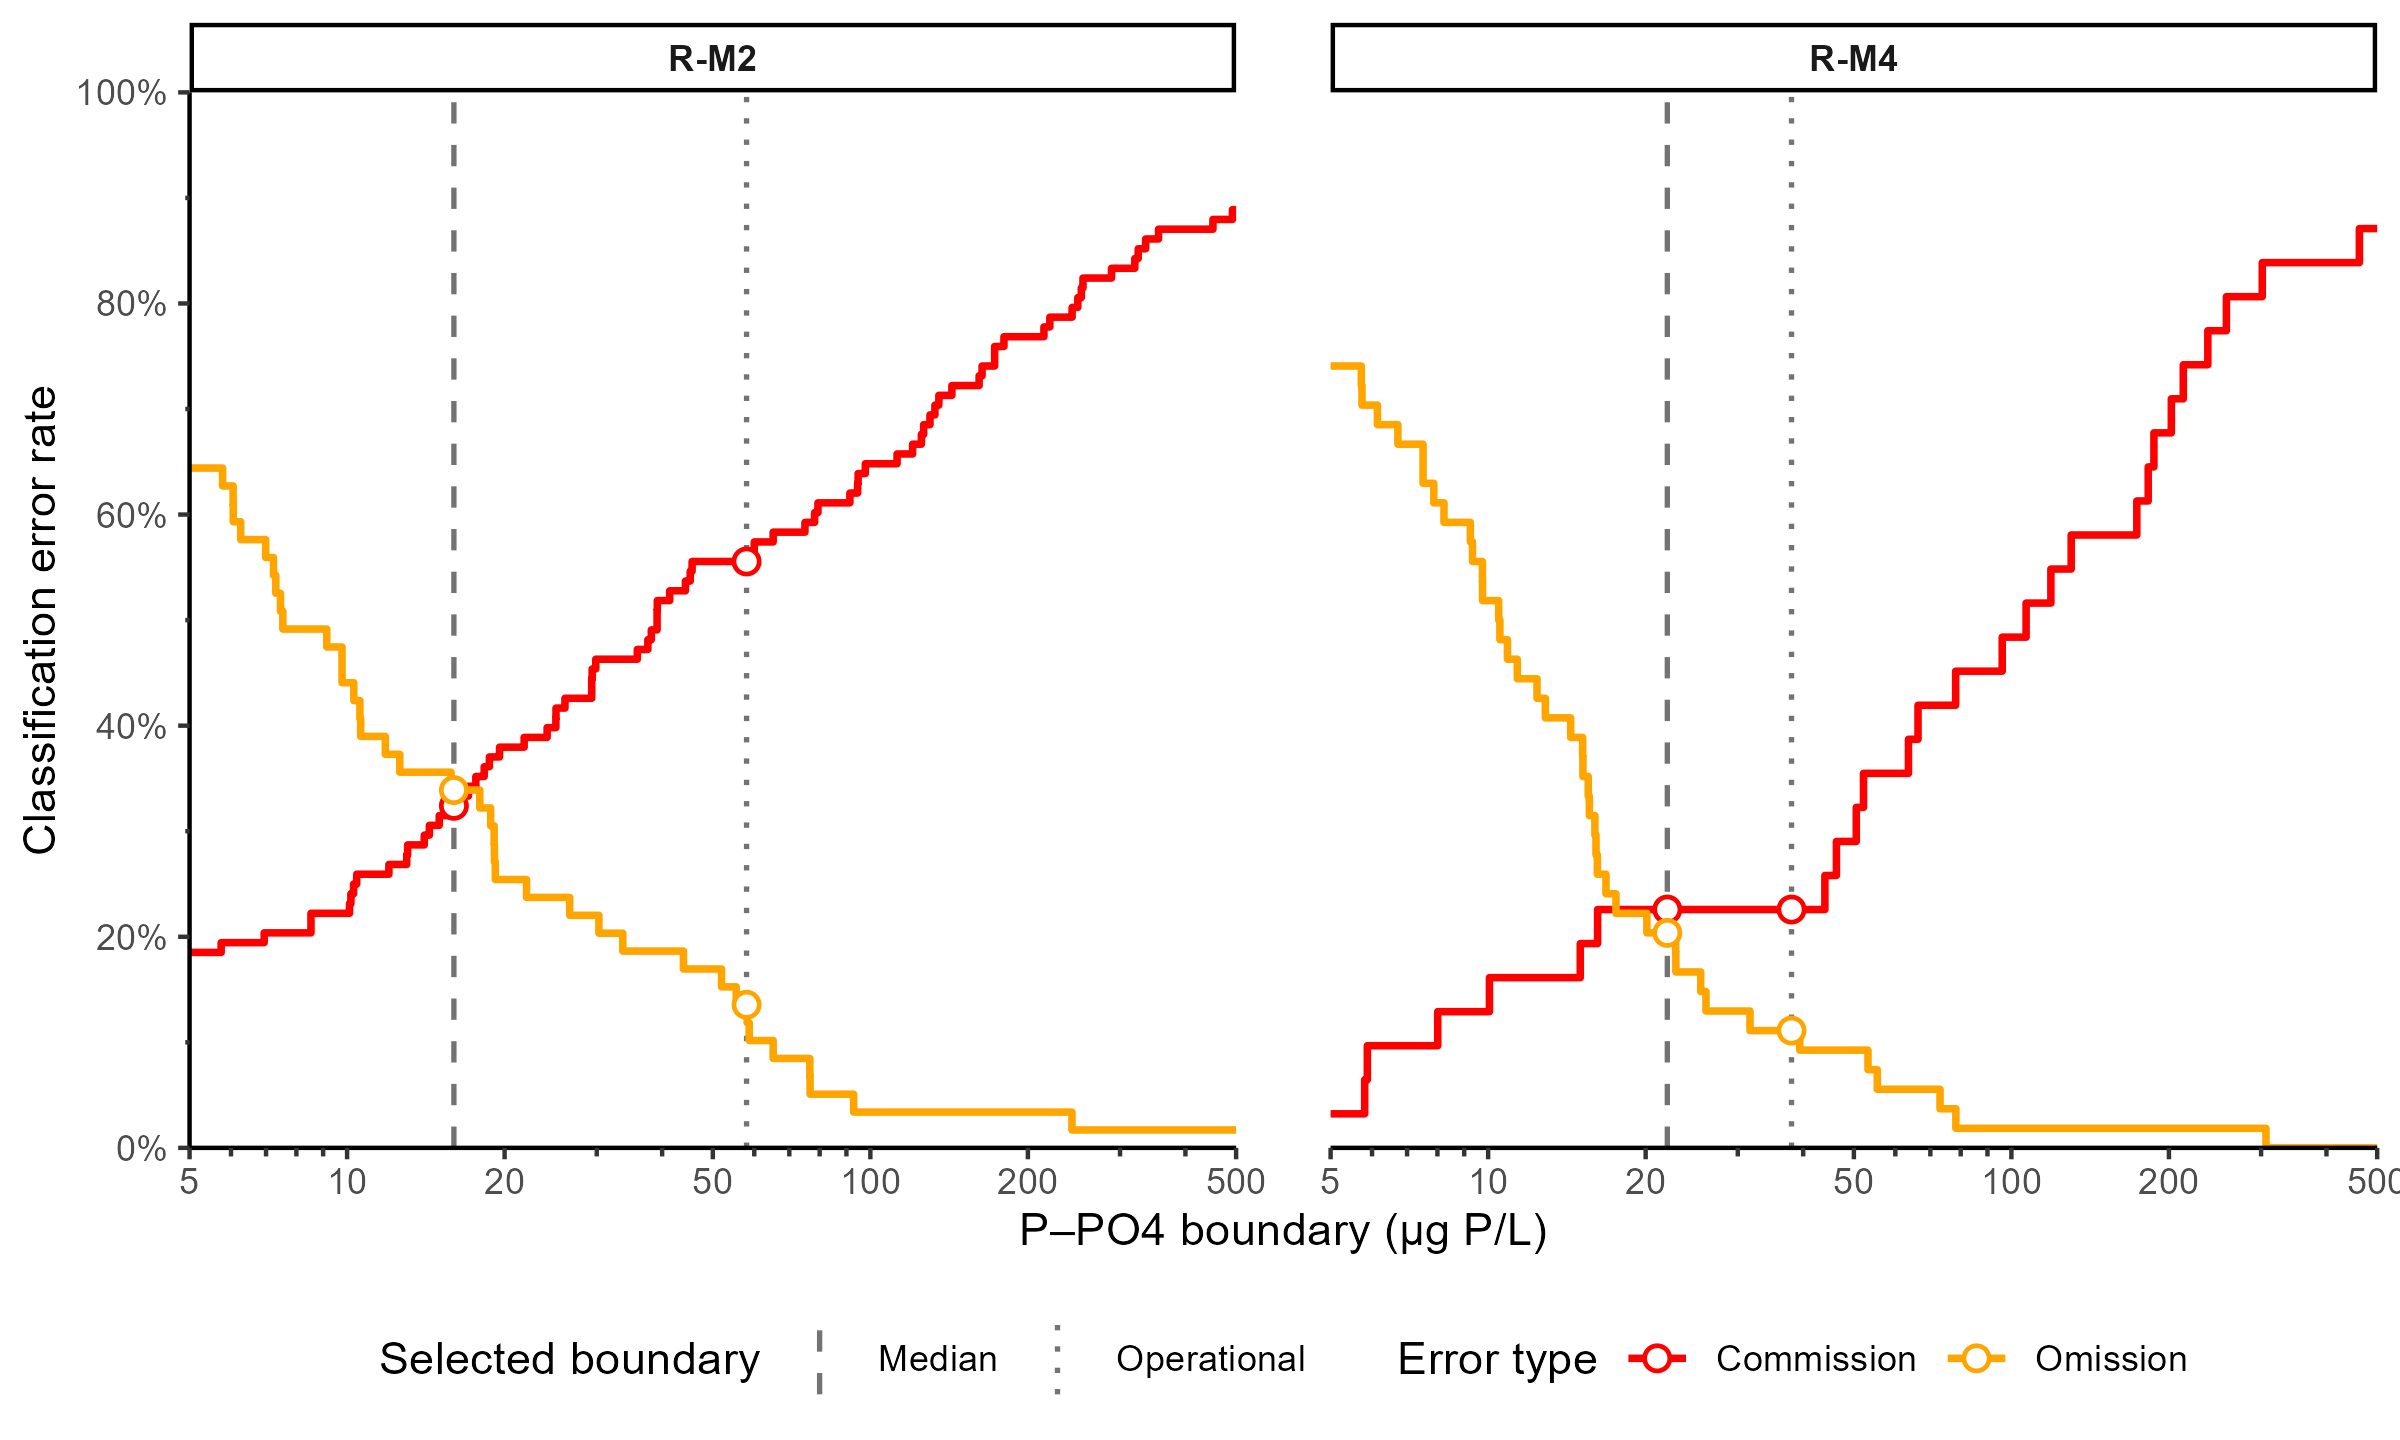 R-M2
R-M4
Classification error rate
100%
80%
60%
40%
20%
0%
5 10 20 50 100 200 500
5 10 20 50 100 200 500
P–PO4 boundary (µg P/L)
Selected boundary Median Operational Error type Commission Omission